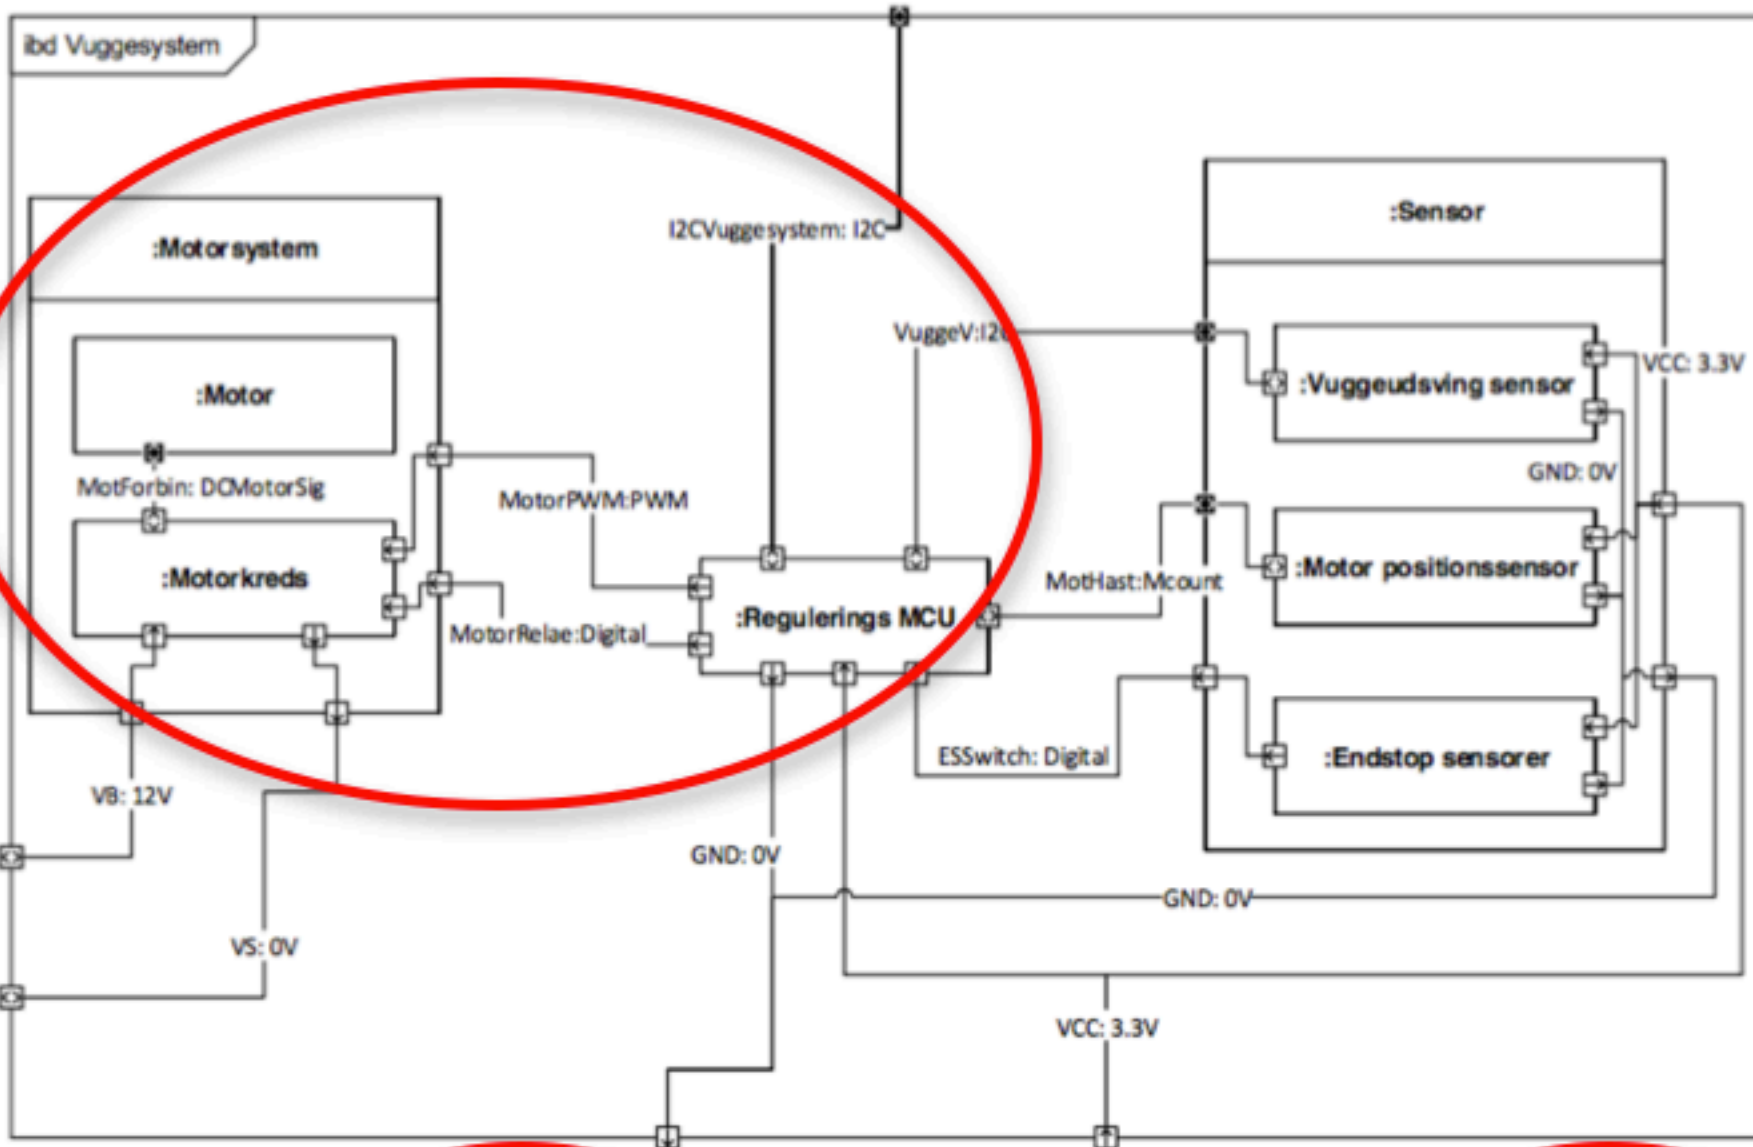 ibd Vuggesystem
:Motorsystem
:Motor
MotForbin: DCMotorSig
:Motorkreds
MotorPWM:PWM
MotorRelae:Digital
I2CVuggesystem: I2C
VuggeV:I2C
:Regulerings MCU
MotHast:Mcount
ESSwitch: Digital
:Sensor
:Vuggeudsving sensor
VCC: 3.3V
GND: 0V
:Motor positionssensor
:Endstop sensorer
VB: 12V
GND: 0V
GND: 0V
VS: 0V
VCC: 3.3V